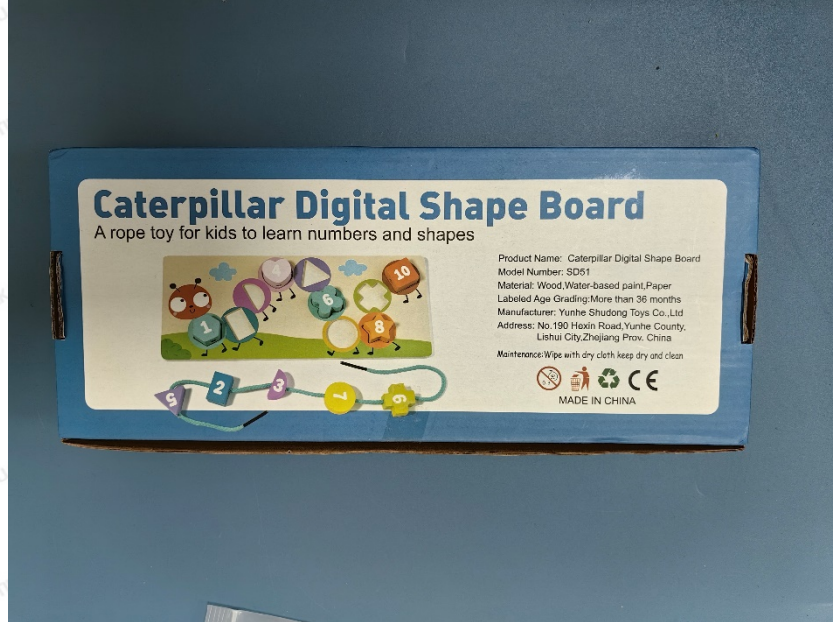 Caterpillar Digital Shape Board
A rope toy for kids to learn numbers and shapes
4
10
6
1
8
5
2
3
7
9
Product Name: Caterpillar Digital Shape Board
Model Number: SD51
Material: Wood,Water-based paint,Paper
Labeled Age Grading:More than 36 months
Manufacturer: Yunhe Shudong Toys Co.,Ltd
Address: No.190 Hexin Road,Yunhe County,
Lishui City,Zhejiang Prov. China
Maintenance:Wipe with dry cloth keep dry and clean
0-3
CE
MADE IN CHINA